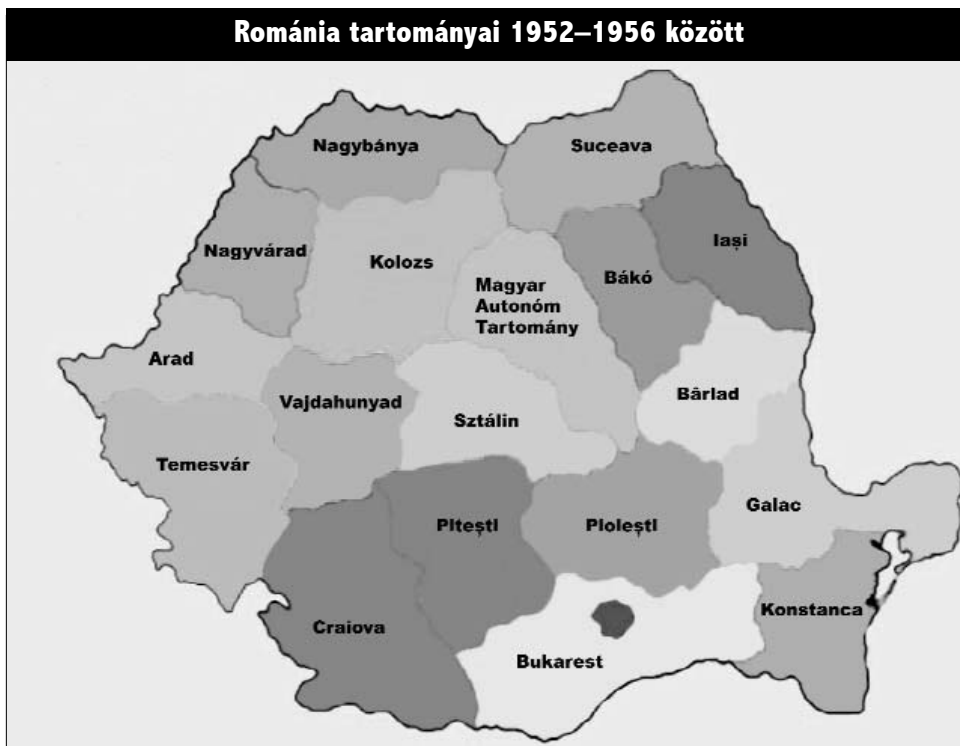 Románia tartományai 1952–1956 között
Nagybánya
Suceava
Iași
Nagyvárad
Kolozs
Bákó
Magyar
Autonóm
Tartomány
Arad
Vajdahunyad
Sztálin
Bârlad
Temesvár
Galac
Pitești
Ploiești
Craiova
Konstanca
Bukarest